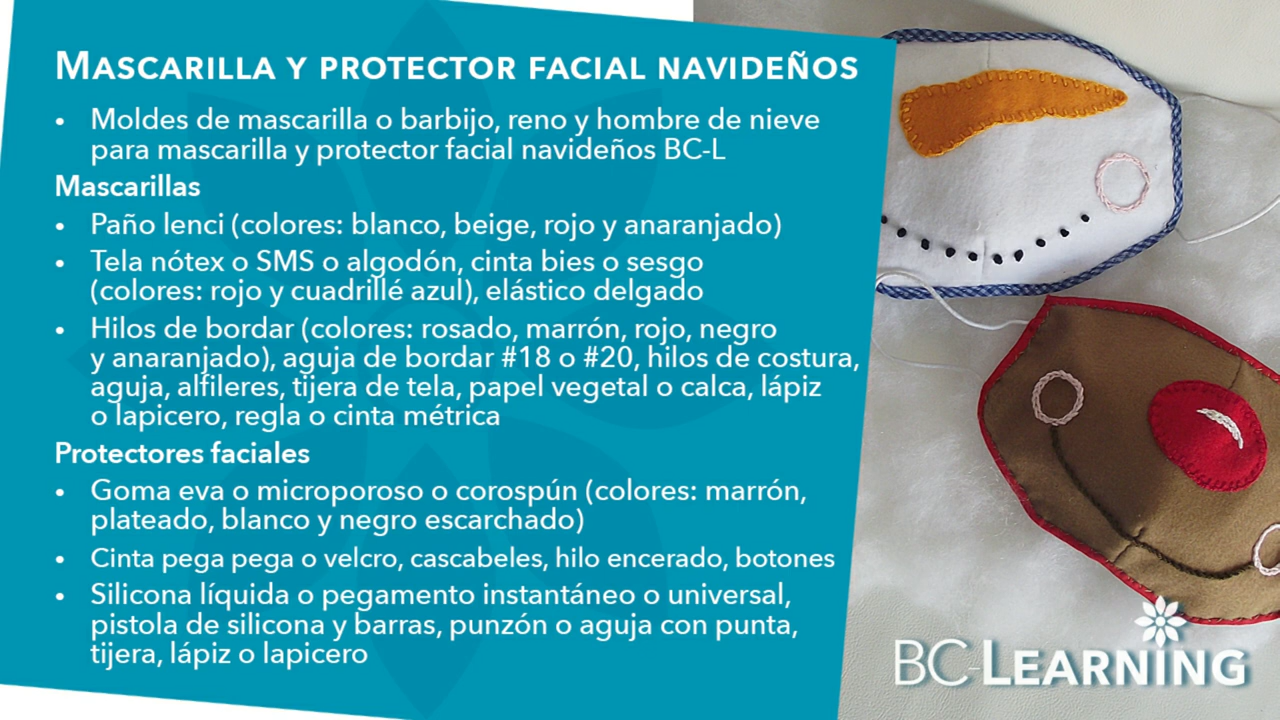 MASCARILLA Y PROTECTOR FACIAL NAVIDEÑOS
• Moldes de mascarilla o barbijo, reno y hombre de nieve
para mascarilla y protector facial navideños BC-L
Mascarillas
• Paño lenci (colores: blanco, beige, rojo y anaranjado)
• Tela nótex o SMS o algodón, cinta bies o sesgo
(colores: rojo y cuadrillé azul), elástico delgado
• Hilos de bordar (colores: rosado, marrón, rojo, negro
y anaranjado), aguja de bordar #18 o #20, hilos de costura,
aguja, alfileres, tijera de tela, papel vegetal o calca, lápiz
o lapicero, regla o cinta métrica
Protectores faciales
• Goma eva o microporoso o corospún (colores: marrón,
plateado, blanco y negro escarchado)
• Cinta pega pega o velcro, cascabeles, hilo encerado, botones
• Silicona líquida o pegamento instantáneo o universal,
pistola de silicona y barras, punzón o aguja con punta,
tijera, lápiz o lapicero
BC-LEARNING